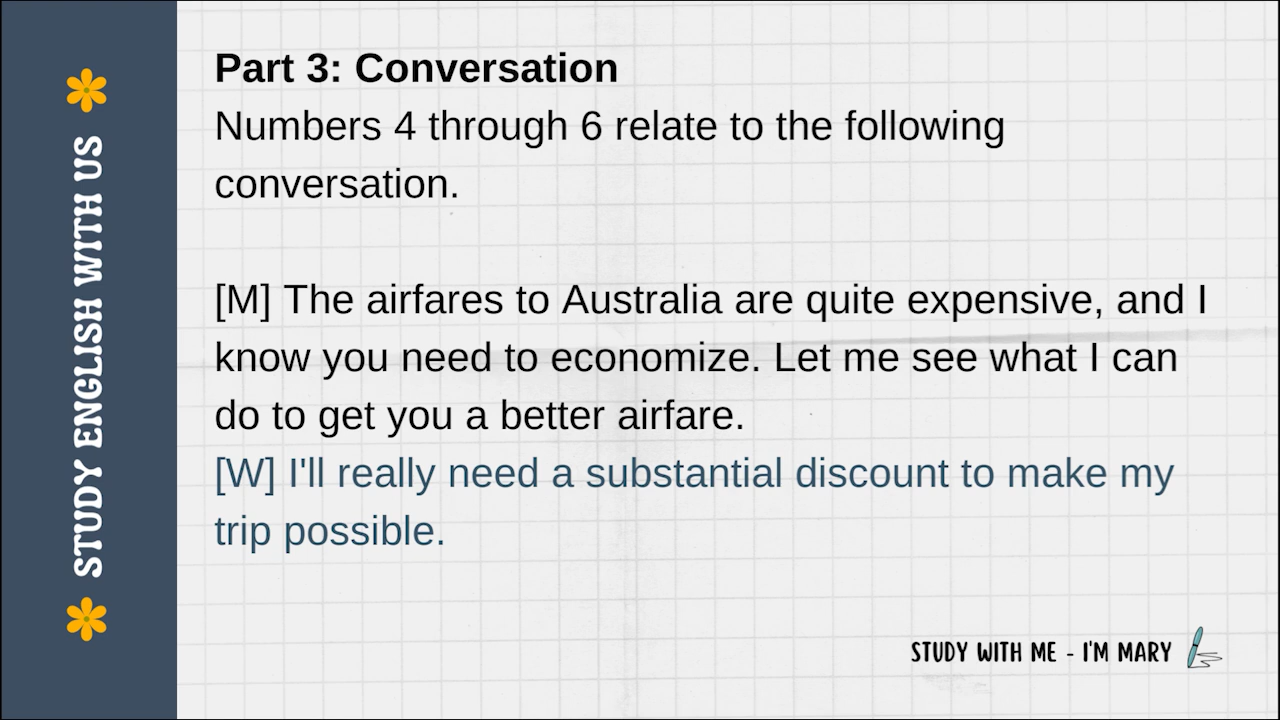 STUDY ENGLISH WITH US
Part 3: Conversation
Numbers 4 through 6 relate to the following
conversation.
[M] The airfares to Australia are quite expensive, and I
know you need to economize. Let me see what I can
do to get you a better airfare.
[W] I'll really need a substantial discount to make my
trip possible.
STUDY WITH ME - I'M MARY